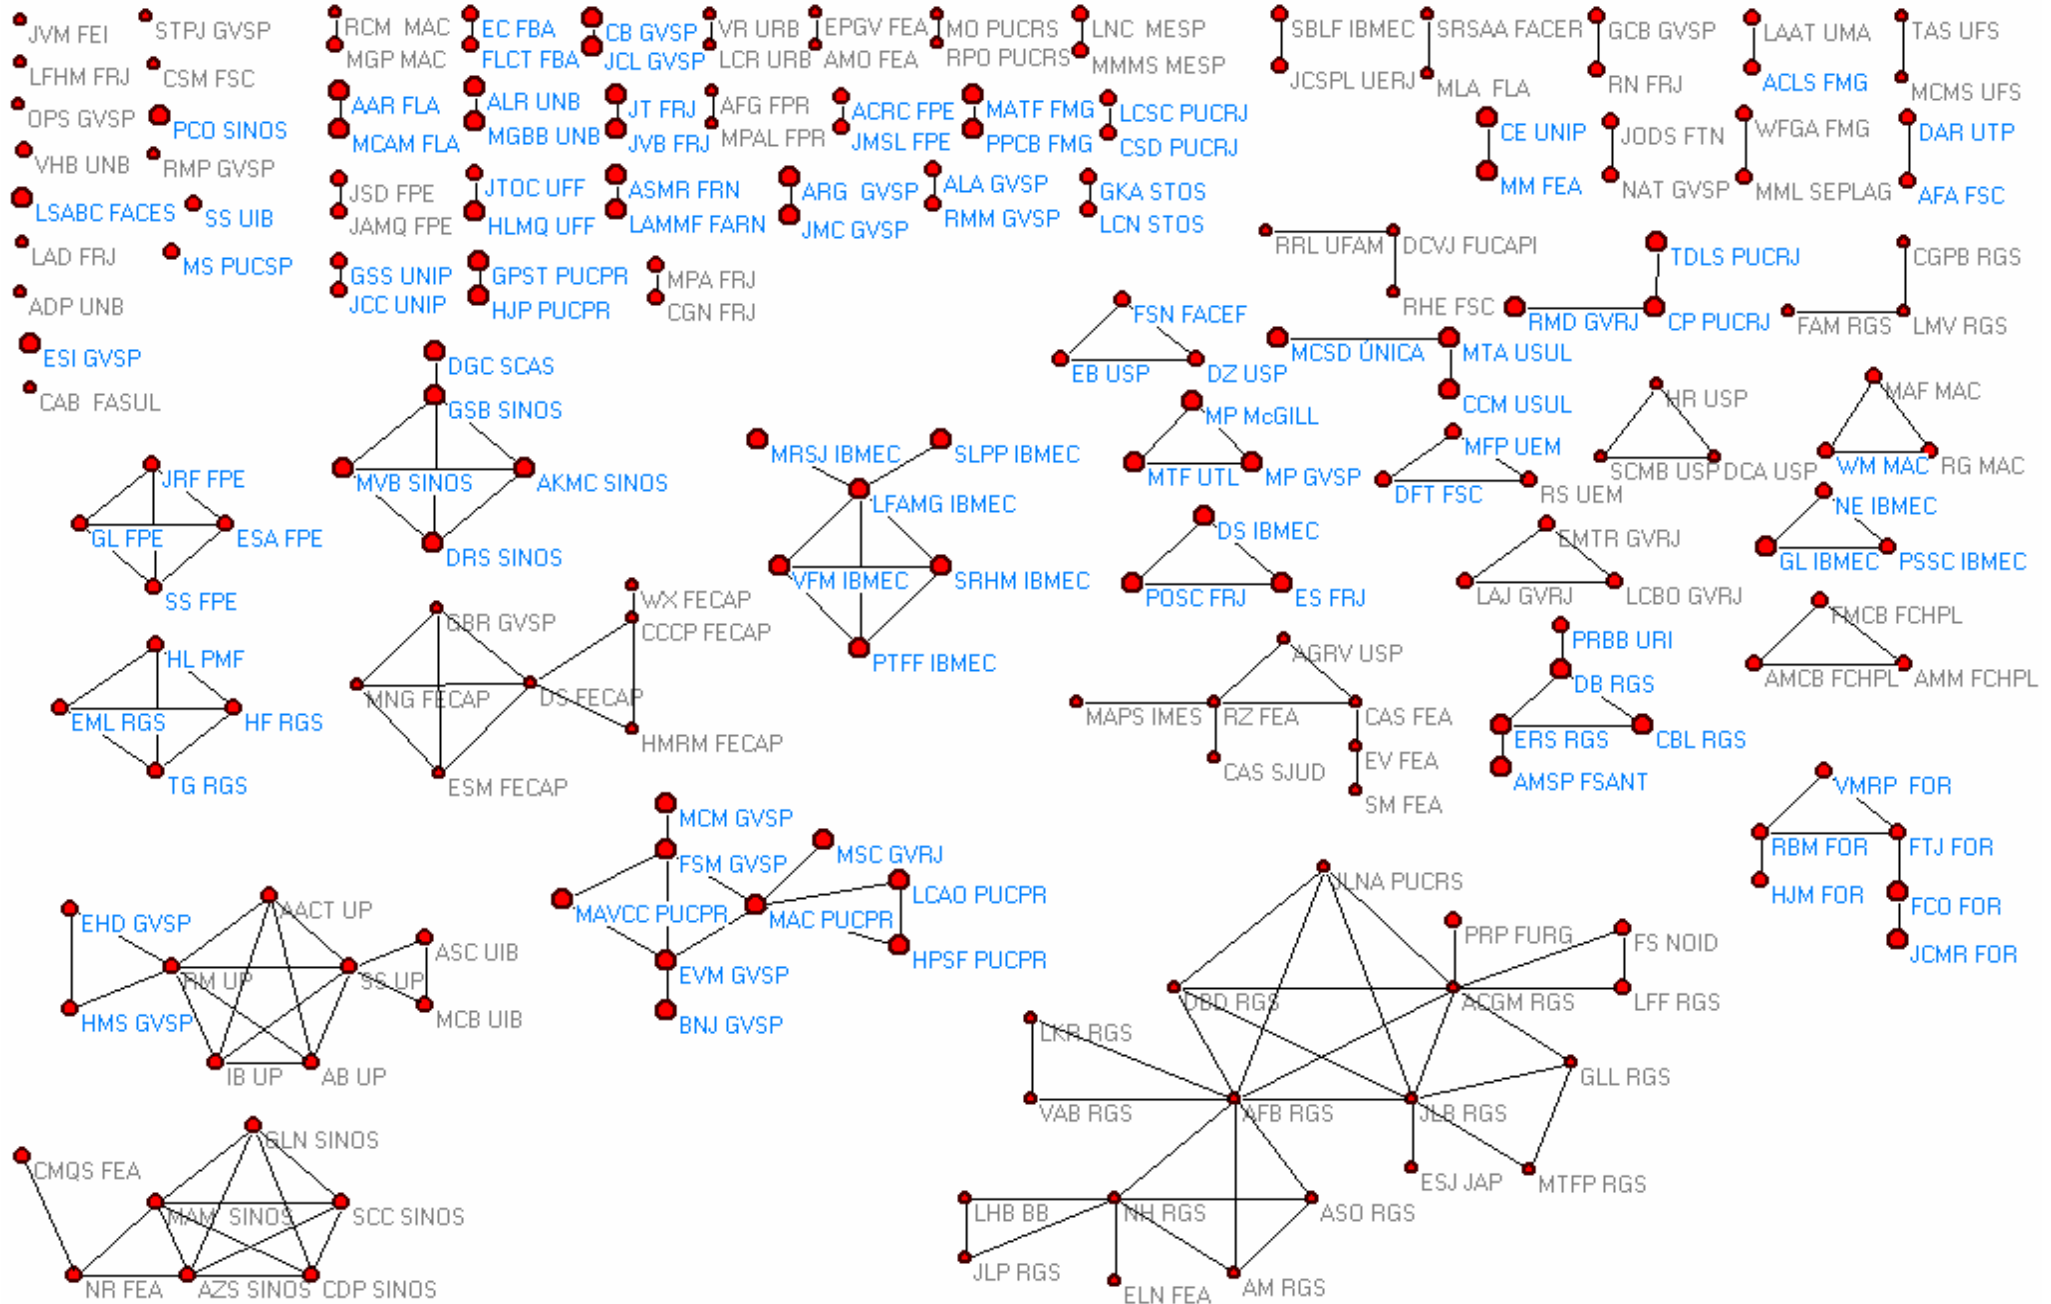 JVM FEI
STPJ GVSP
LFHM FRJ
CSM FSC
OPS GVSP
PCO SINOS
VHB UNB
RMP GVSP
LSABC FACES
SS UIB
LAD FRJ
MS PUCSP
ADP UNB
ESI GVSP
CAB FASUL
RCM MAC
MGP MAC
EC FBA
FLCT FBA
CB GVSP
JCL GVSP
VR URB
LCR URB
EPGV FEA
AMO FEA
MO PUCRS
RPO PUCRS
LNC MESP
MMMS MESP
SBLF IBMEC
JCSPL UERJ
SRSAA FACER
MLA FLA
GCB GVSP
RN FRJ
LAAT UMA
ACLS FMG
TAS UFS
MCMS UFS
AAR FLA
MCAM FLA
ALR UNB
MGBB UNB
JT FRJ
JVB FRJ
AFG FPR
MPAL FPR
ACRC FPE
JMSL FPE
MATF FMG
PPCB FMG
LCSC PUCRJ
CSD PUCRJ
CE UNIP
MM FEA
JODS FTN
NAT GVSP
WFGA FMG
MML SEPLAG
DAR UTP
AFA FSC
JSD FPE
JAMQ FPE
JTOC UFF
HLMQ UFF
ASMR FRN
LAMMF FARN
ARG GVSP
JMC GVSP
ALA GVSP
RMM GVSP
GKA STOS
LCN STOS
GSS UNIP
JCC UNIP
GPST PUCPR
HJP PUCPR
MPA FRJ
CGN FRJ
RRL UFAM
DCVJ FUCAPI
RHE FSC
TDLS PUCRJ
RMD GVRJ
CP PUCRJ
CGPB RGS
FAM RGS
LMV RGS
FSN FACEF
EB USP
DZ USP
MCSD ÚNICA
MTA USUL
CCM USUL
DGC SCAS
GSB SINOS
MVB SINOS
AKMC SINOS
DRS SINOS
MP McGILL
MTF UTL
MP GVSP
MFP UEM
DFT FSC
RS UEM
HR USP
SCMB USP
DCA USP
MAF MAC
WM MAC
RG MAC
JRF FPE
GL FPE
ESA FPE
SS FPE
MRSJ IBMEC
SLPP IBMEC
LFAMG IBMEC
VFM IBMEC
SRHM IBMEC
PTFF IBMEC
DS IBMEC
POSC FRJ
ES FRJ
EMTR GVRJ
LAJ GVRJ
LCBO GVRJ
NE IBMEC
GL IBMEC
PSSC IBMEC
FMCB FCHPL
AMCB FCHPL
AMM FCHPL
HL PMF
EML RGS
HF RGS
TG RGS
GBR GVSP
WX FECAP
CCCP FECAP
MNG FECAP
DS FECAP
HMRM FECAP
ESM FECAP
AGRV USP
MAPS IMES
RZ FEA
CAS FEA
CAS SJUD
EV FEA
SM FEA
PRBB URI
DB RGS
ERS RGS
CBL RGS
AMSP FSANT
VMRP FOR
RBM FOR
FTJ FOR
HJM FOR
FCO FOR
JCMR FOR
MCM GVSP
FSM GVSP
MSC GVRJ
LCAO PUCPR
MAVCC PUCPR
MAC PUCPR
HPSF PUCPR
EVM GVSP
BNJ GVSP
AACT UP
EHD GVSP
ASC UIB
RM UP
SS UP
HMS GVSP
MCB UIB
IB UP
AB UP
JLNA PUCRS
PRP FURG
FS NOID
DBD RGS
ACGM RGS
LFF RGS
LKR RGS
GLL RGS
VAB RGS
AFB RGS
JLB RGS
ESJ JAP
MTFP RGS
LHB BB
NH RGS
ASO RGS
JLP RGS
ELN FEA
AM RGS
GLN SINOS
CMQS FEA
MAM SINOS
SCC SINOS
NR FEA
AZS SINOS
CDP SINOS